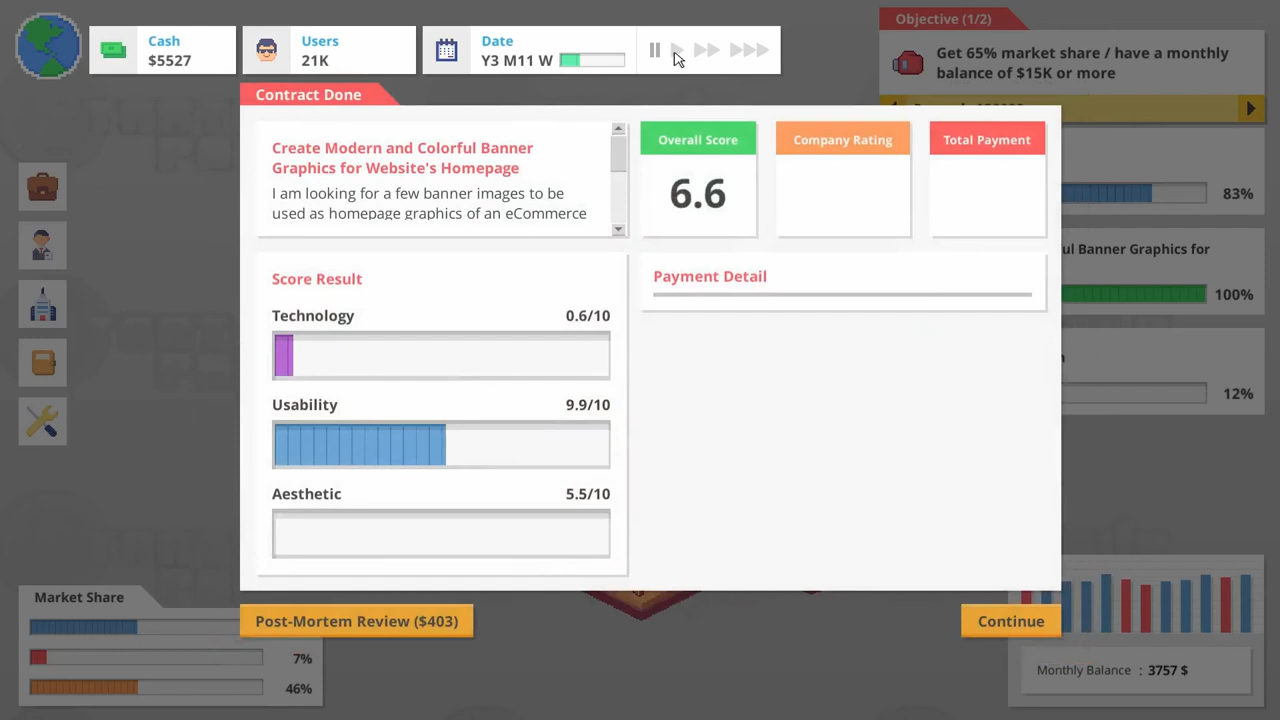 Cash
$5527
Users
21K
Date
Y3 M11 W
Objective (1/2)
Get 65% market share / have a monthly
balance of $15K or more
Contract Done
Create Modern and Colorful Banner
Graphics for Website's Homepage
I am looking for a few banner images to be
used as homepage graphics of an eCommerce
Overall Score
6.6
Company Rating
Total Payment
Score Result
Technology 0.6/10
Usability 9.9/10
Aesthetic 5.5/10
Payment Detail
83%
ful Banner Graphics for
100%
12%
Market Share
7%
46%
Post-Mortem Review ($403)
Continue
Monthly Balance : 3757 $